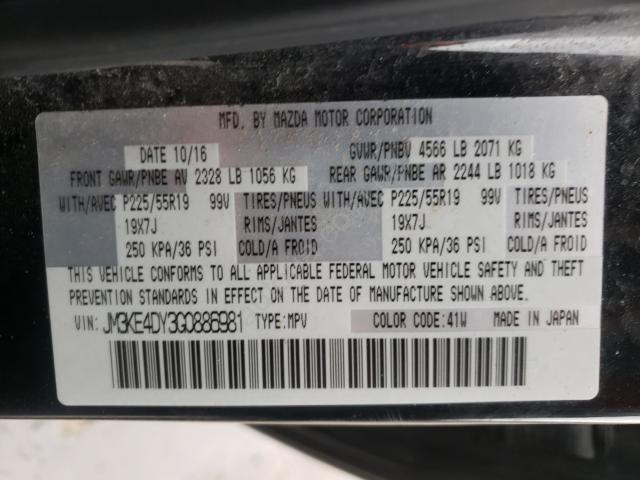 MFD. BY MAZDA MOTOR CORPORATION
DATE 10/16 GVWR/PNBV 4566 LB 2071 KG
FRONT GAWR/PNBE AV 2328 LB 1056 KG REAR GAWR/PNBE AR 2244 LB 1018 KG
WITH/AVEC P225/55R19 99V TIRES/PNEUS WITH/AVEC P225/55R19 99V TIRES/PNEUS
19X7J RIMS/JANTES 19X7J RIMS/JANTES
250 KPA/36 PSI COLD/A FROID 250 KPA/36 PSI COLD/A FROID
THIS VEHICLE CONFORMS TO ALL APPLICABLE FEDERAL MOTOR VEHICLE SAFETY AND THEFT
PREVENTION STANDARDS IN EFFECT ON THE DATE OF MANUFACTURE SHOWN ABOVE.
VIN: JM3KE4DY3G0886981 TYPE:MPV COLOR CODE:41W MADE IN JAPAN